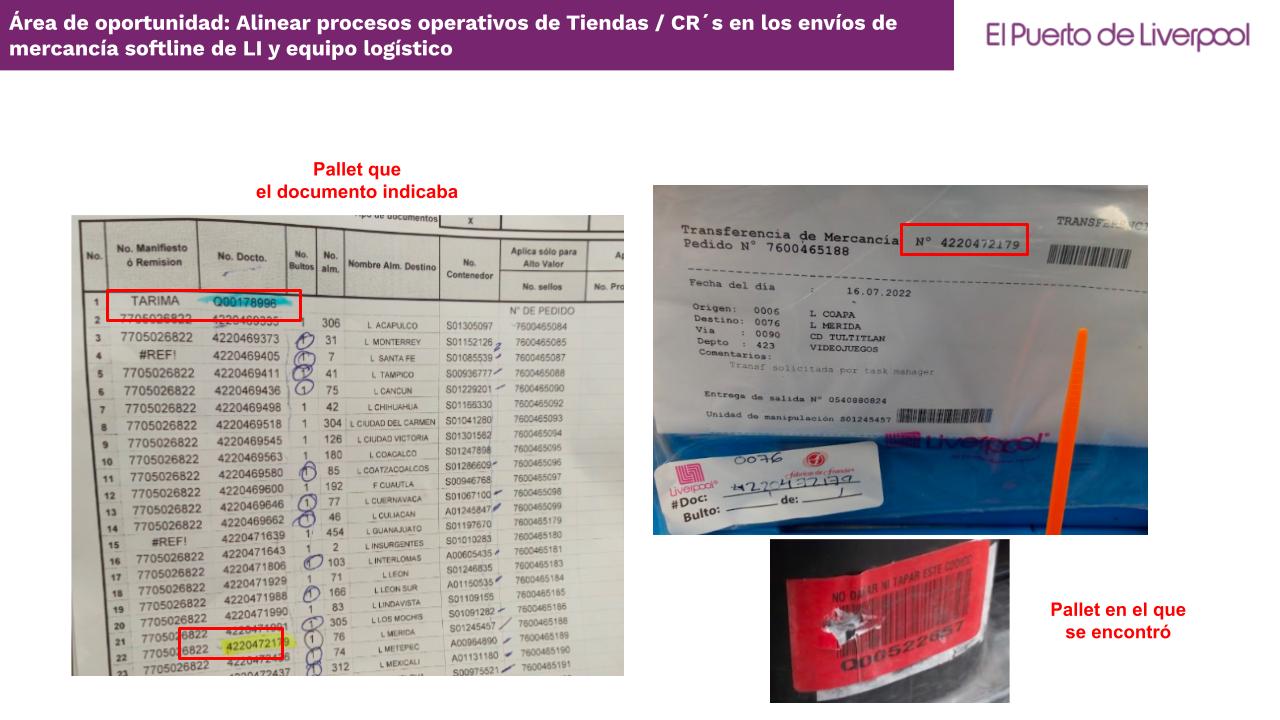 Área de oportunidad: Alinear procesos operativos de Tiendas / CR´s en los envíos de
mercancía softline de LI y equipo logístico
El Puerto de Liverpool
Pallet que
el documento indicaba
Tipo de documentos X
No. No. Manifiesto ó Remision No. Docto. No. Bultos No. alm. Nombre Alm. Destino No. Contenedor Aplica sólo para Alto Valor
No. sellos No. Pro
1 TARIMA Q00178996 N° DE PEDIDO
2 7705026822 4220469335 1 306 L ACAPULCO S01305097 7600465084
3 7705026822 4220469373 1 31 L MONTERREY S01152126 7600465085
4 #REF! 4220469405 1 7 L SANTA FE S01085539 7600465087
5 7705026822 4220469411 1 41 L TAMPICO S00936777 7600465088
6 7705026822 4220469436 1 75 L CANCUN S01229201 7600465090
7 7705026822 4220469498 1 42 L CHIHUAHUA S01166330 7600465092
8 7705026822 4220469518 1 304 L CIUDAD DEL CARMEN S01041280 7600465093
9 7705026822 4220469545 1 126 L CIUDAD VICTORIA S01301562 7600465094
10 7705026822 4220469563 1 180 L COACALCO S01247898 7600465095
11 7705026822 4220469580 1 85 L COATZACOALCOS S01286609 7600465096
12 7705026822 4220469600 1 192 F CUAUTLA S00946768 7600465097
13 7705026822 4220469646 1 77 L CUERNAVACA S01067100 7600465098
14 7705026822 4220469662 1 46 L CULIACAN A01245847 7600465099
15 #REF! 4220471639 1 454 L GUANAJUATO S01197670 7600465179
16 7705026822 4220471643 1 2 L INSURGENTES S01010283 7600465180
17 7705026822 4220471806 1 103 L INTERLOMAS A00605435 7600465181
18 7705026822 4220471929 1 71 L LEON S01246835 7600465183
19 7705026822 4220471988 1 166 L LEON SUR A01150535 7600465184
20 7705026822 4220471990 1 83 L LINDAVISTA S01109155 7600465185
21 7705026822 4220471991 1 305 L LOS MOCHIS S01091282 7600465186
22 7705026822 4220472179 1 76 L MERIDA S01245457 7600465188
23 7705026822 1 74 L METEPEC A00964890 7600465189
4220472437 312 L MEXICALI A01131180 7600465190
S00975521 7600465191
Transferencia de Mercancía N° 4220472179
TRANSFERENC
Pedido N° 7600465188
Fecha del día : 16.07.2022
Origen: 0006 L COAPA
Destino: 0076 L MERIDA
Via : 0090 CD TULTITLAN
Depto : 423 VIDEOJUEGOS
Comentarios:
Transf solicitada por task manager
Entrega de salida N° 0540880824
Unidad de manipulación S01245457
Liverpool
0076
Liverpool fábricas de francia
#Doc: 4220472179
Bulto: de: 1
NO DAÑAR NI TAPAR ESTE CODIGO
Q00522657
Pallet en el que
se encontró